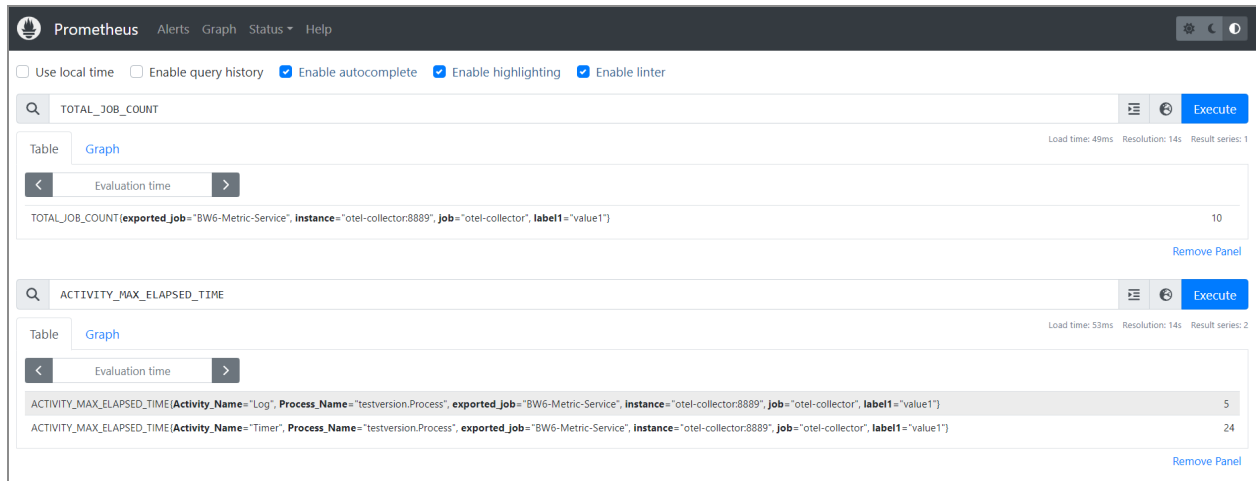 Prometheus Alerts Graph Status Help
Use local time Enable query history Enable autocomplete Enable highlighting Enable linter
TOTAL_JOB_COUNT Execute
Table Graph Load time: 49ms Resolution: 14s Result series: 1
Evaluation time
TOTAL_JOB_COUNT{exported_job="BW6-Metric-Service", instance="otel-collector:8889", job="otel-collector", label1="value1"} 10
Remove Panel
ACTIVITY_MAX_ELAPSED_TIME Execute
Table Graph Load time: 53ms Resolution: 14s Result series: 2
Evaluation time
ACTIVITY_MAX_ELAPSED_TIME{Activity_Name="Log", Process_Name="testversion.Process", exported_job="BW6-Metric-Service", instance="otel-collector:8889", job="otel-collector", label1="value1"} 5
ACTIVITY_MAX_ELAPSED_TIME{Activity_Name="Timer", Process_Name="testversion.Process", exported_job="BW6-Metric-Service", instance="otel-collector:8889", job="otel-collector", label1="value1"} 24
Remove Panel